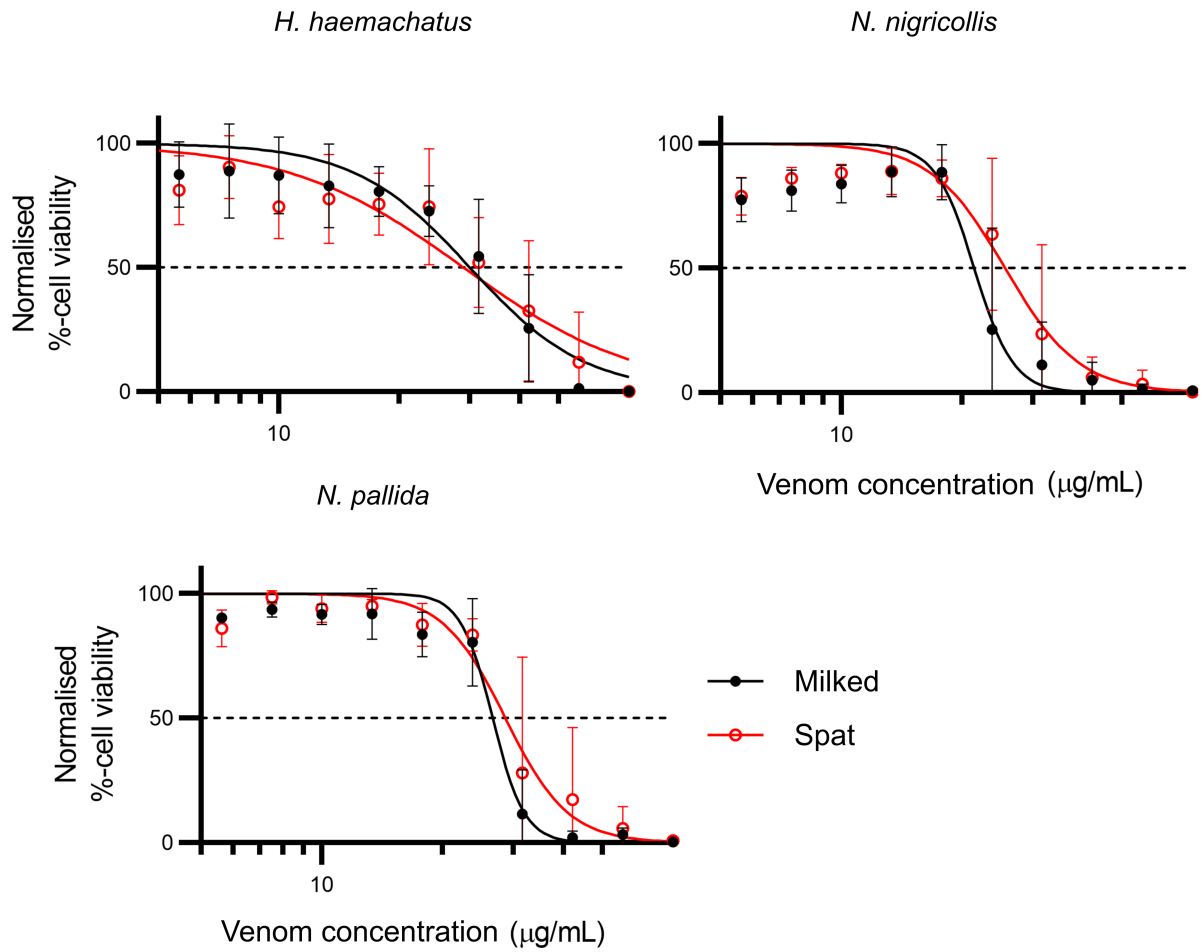 H. haemachatus
N. nigricollis
Normalised
%-cell viability
100
50
0
10
100
50
0
10
Venom concentration (μg/mL)
N. pallida
Normalised
%-cell viability
100
50
0
10
Venom concentration (μg/mL)
Milked
Spat